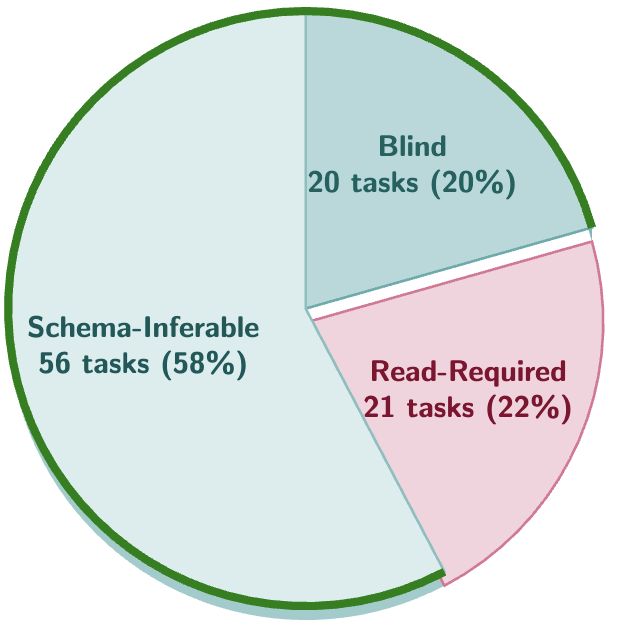 Blind
20 tasks (20%)
Schema-Inferable
56 tasks (58%)
Read-Required
21 tasks (22%)